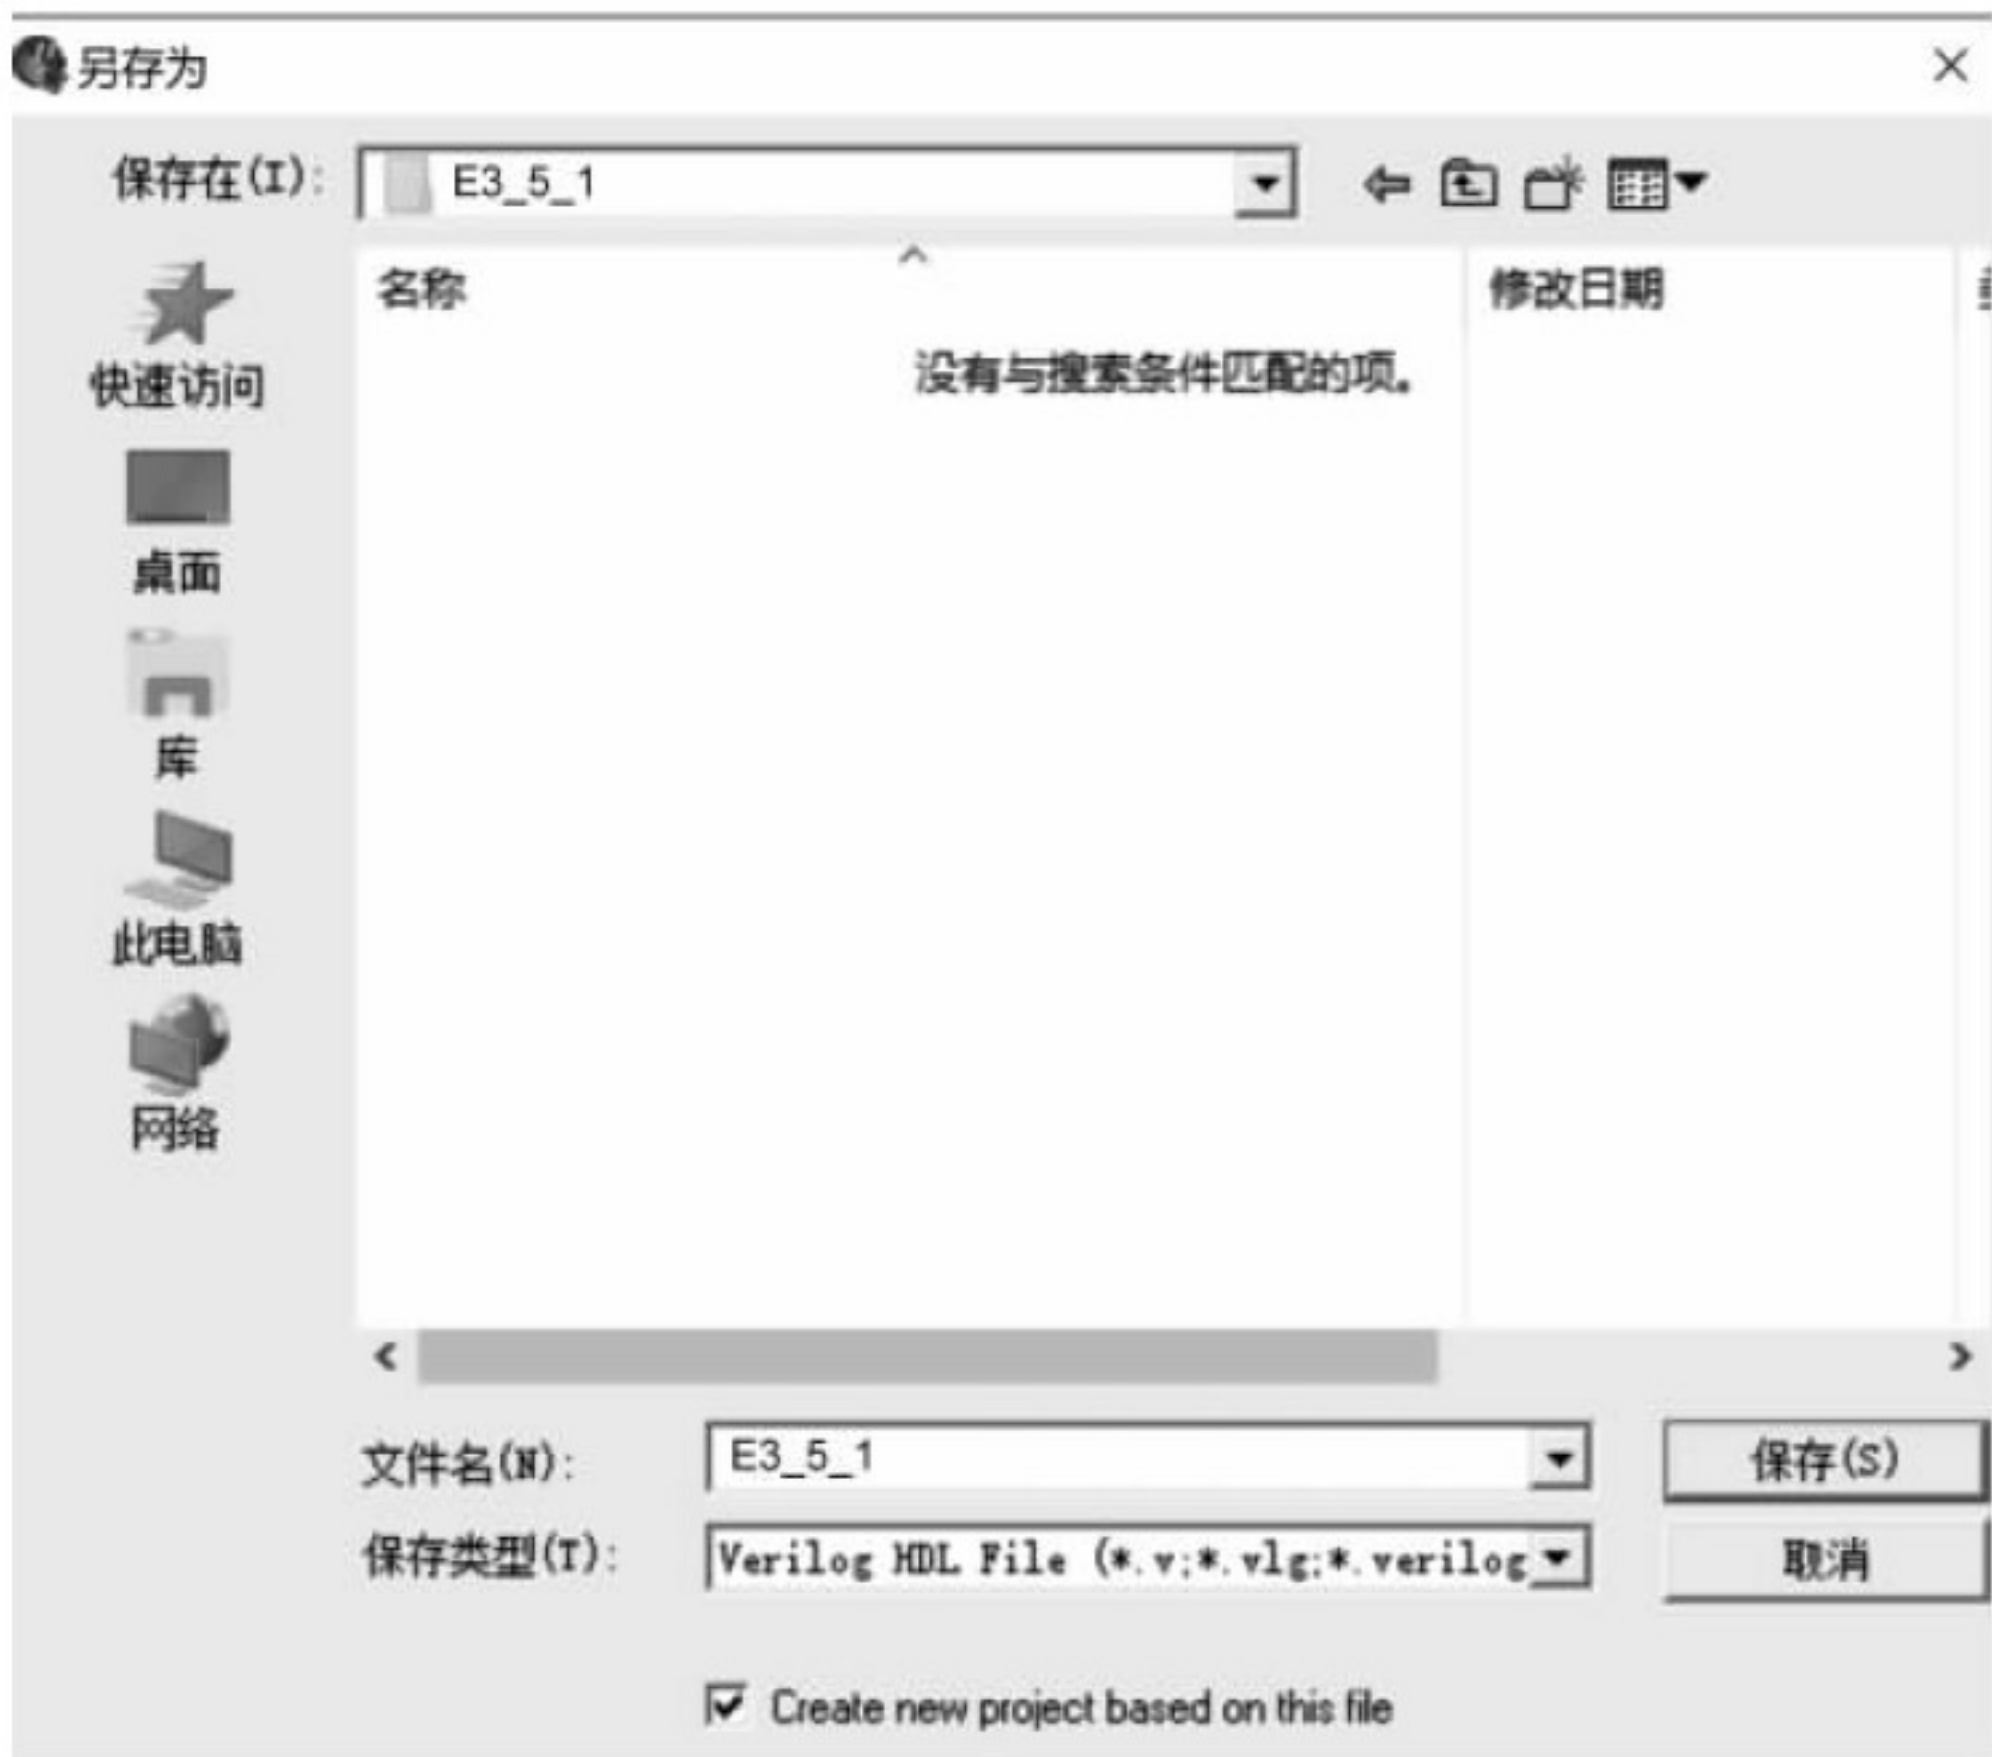 另存为
保存在(I): E3_5_1
名称 修改日期
没有与搜索条件匹配的项。
快速访问
桌面
库
此电脑
网络
文件名(N): E3_5_1 保存(S)
保存类型(T): Verilog HDL File (*.v;*.vlg;*.verilog 取消
Create new project based on this file